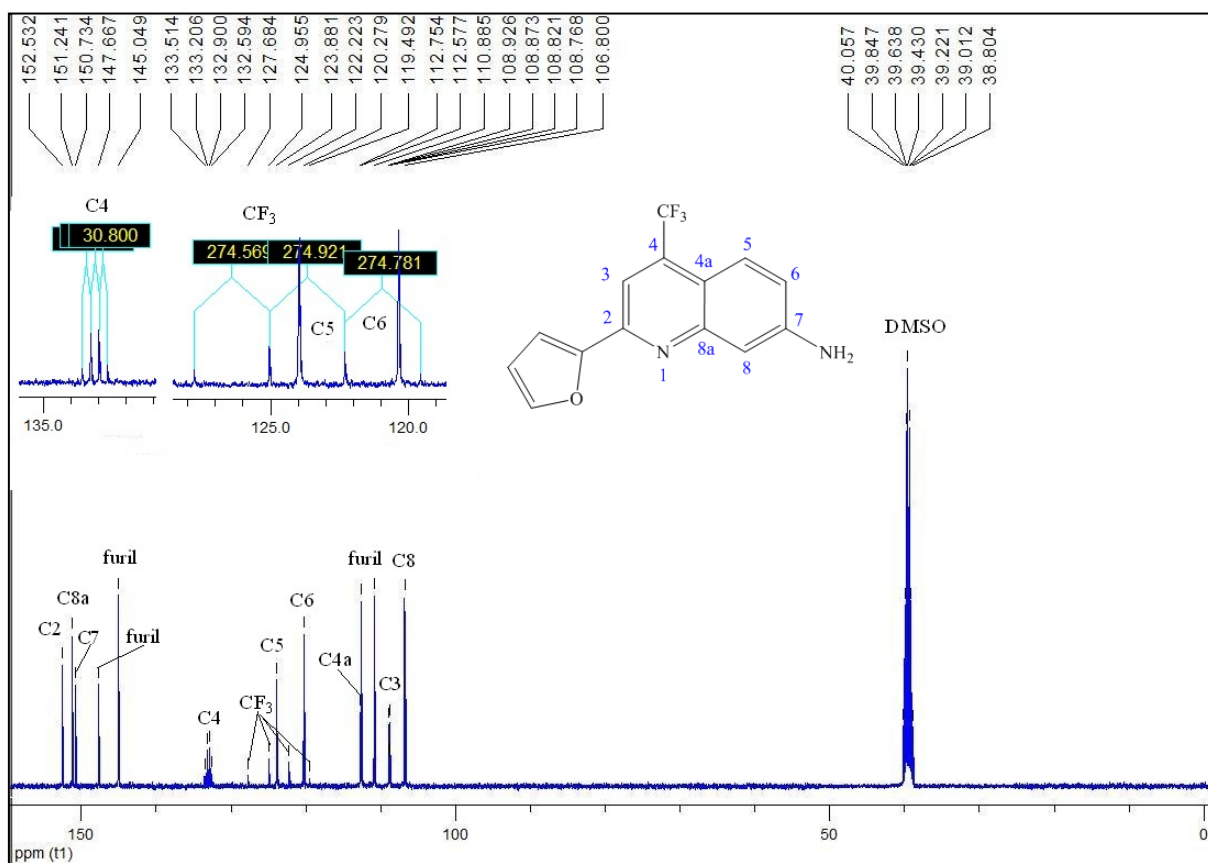 152.532 151.241 150.734 147.667 145.049 133.514 133.206 132.900 132.594 127.684 124.955 123.881 122.223 120.279 119.492 112.754 112.577 110.885 108.926 108.873 108.821 108.768 106.800 40.057 39.847 39.638 39.430 39.221 39.012 38.804
C4 CF3
30.800 274.569 274.921 274.781
C5 C6
135.0 125.0 120.0
CF3
4 5
3 4a 6
2 7
8a
N NH2
1 8
O
DMSO
furil furil C8
C8a C6
C2 C7 furil C5
C4a
C4 CF3 C3
150 100 50 0
ppm (t1)